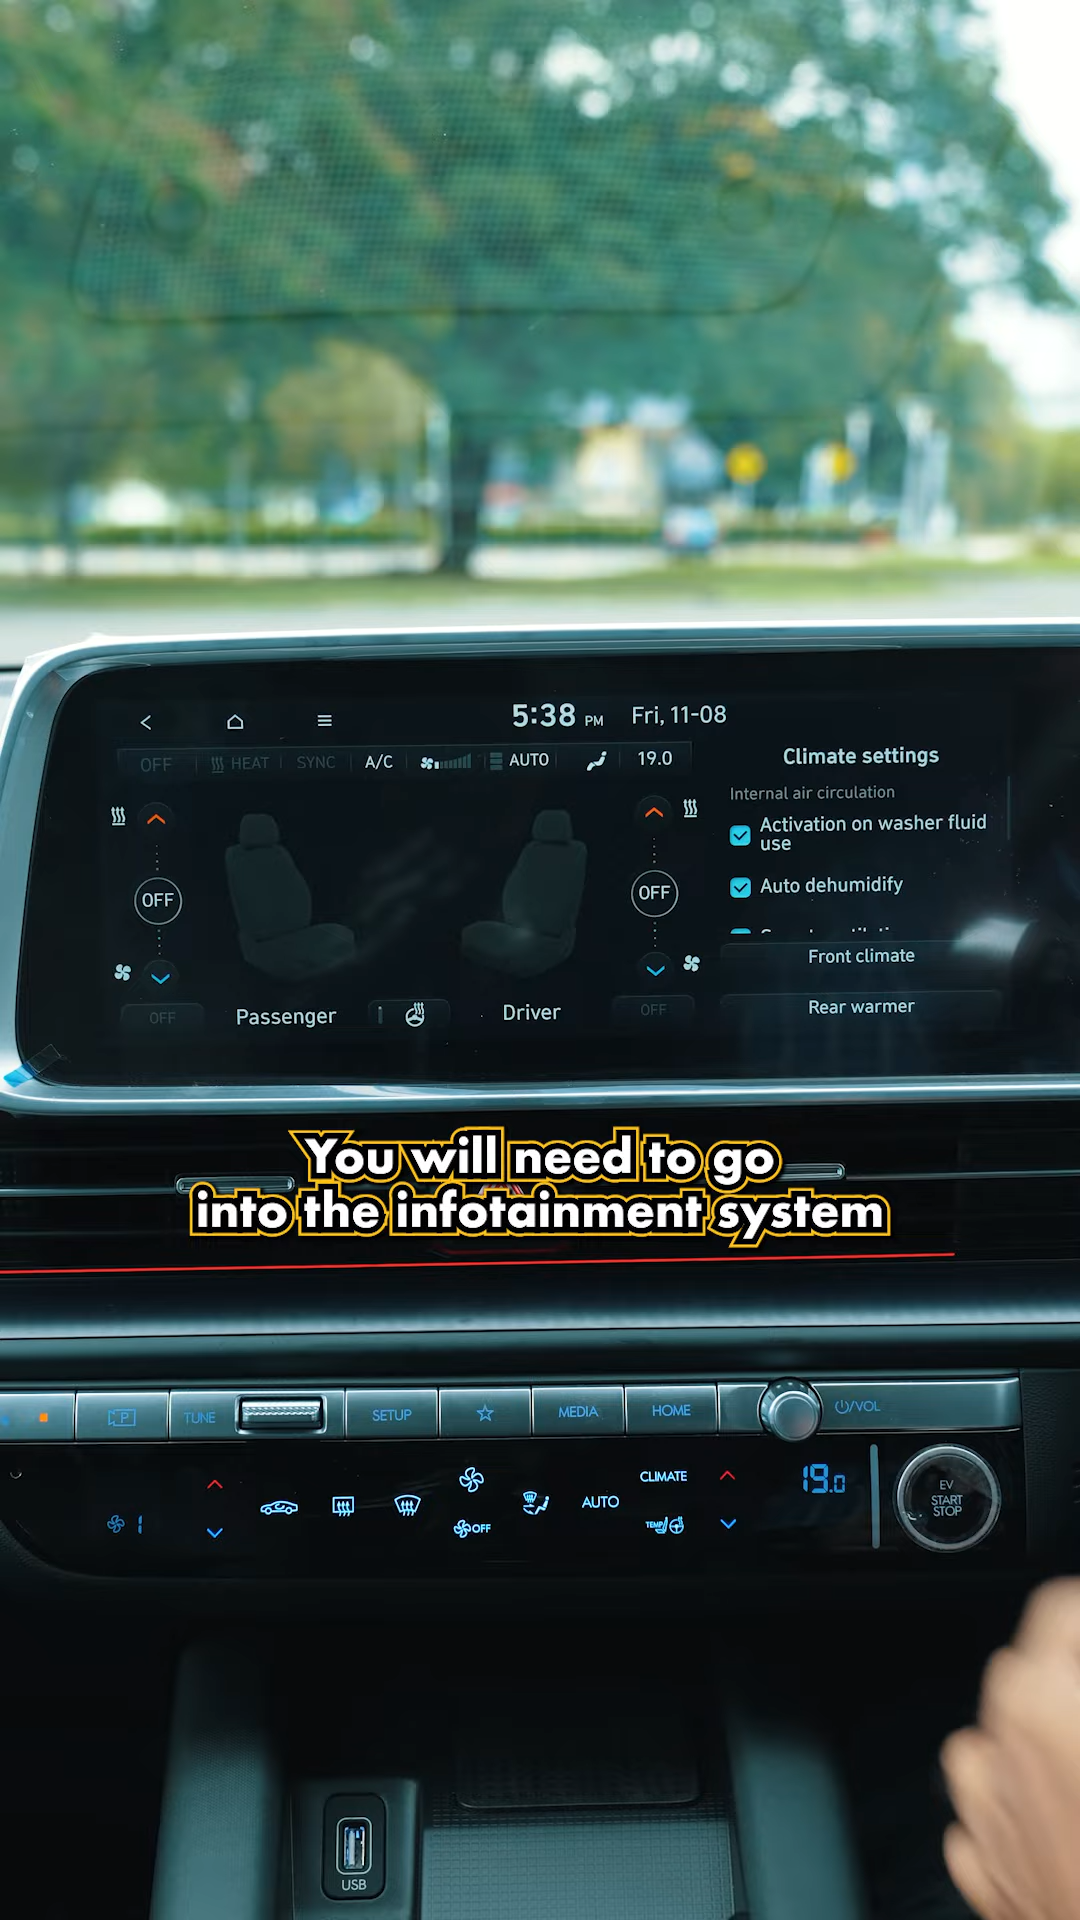 5:38 PM Fri, 11-08
OFF HEAT SYNC A/C AUTO 19.0
Climate settings
Internal air circulation
Activation on washer fluid
use
Auto dehumidify
OFF
OFF
Front climate
Rear warmer
OFF
Passenger
Driver
OFF
You will need to go
into the infotainment system
P TUNE SETUP MEDIA HOME /VOL
1
OFF
AUTO
CLIMATE
TEMP
19.0
EV
START
STOP
USB